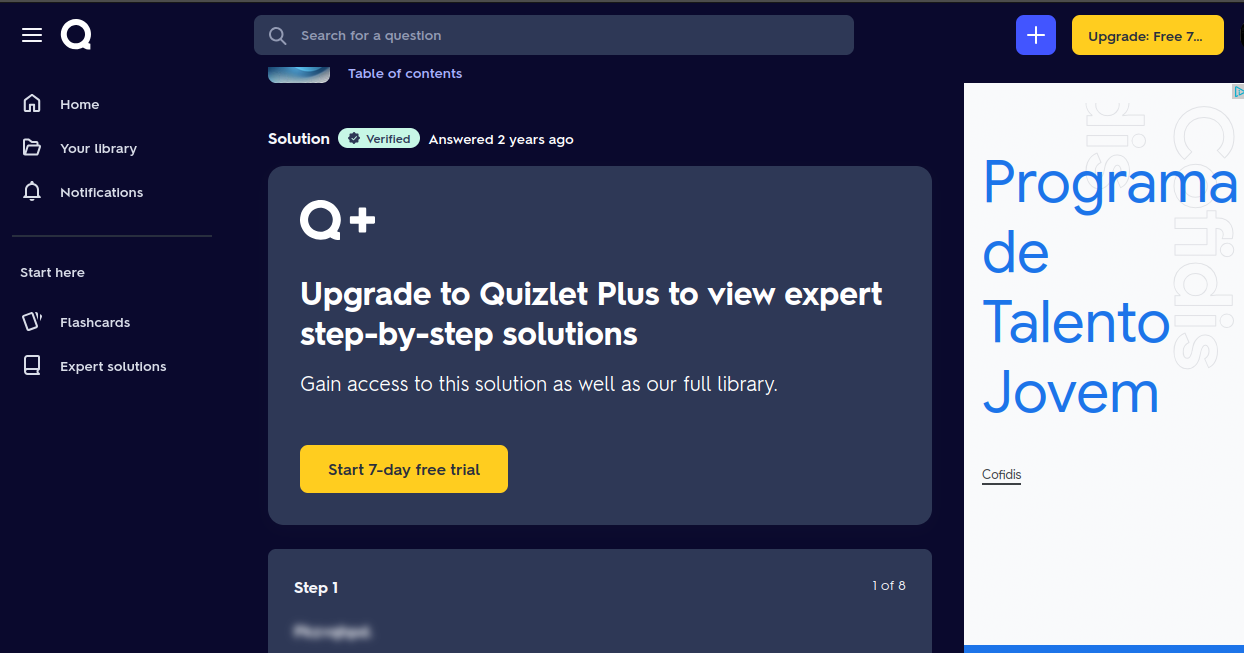 Search for a question
Upgrade: Free 7...
Home
Your library
Notifications
Start here
Flashcards
Expert solutions
Table of contents
Solution Verified Answered 2 years ago
Q+
Upgrade to Quizlet Plus to view expert
step-by-step solutions
Gain access to this solution as well as our full library.
Start 7-day free trial
Step 1
1 of 8
Programa
de
Talento
Jovem
Cofidis
Cofidis